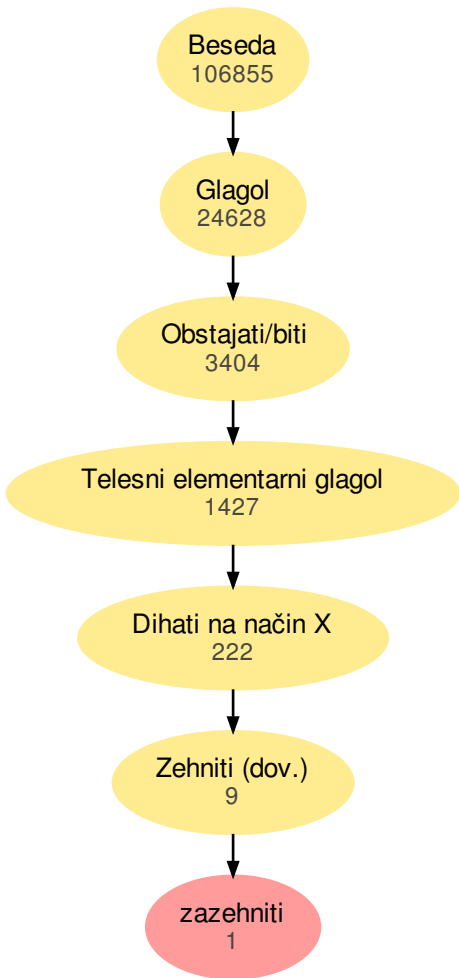 Beseda
106855
Glagol
24628
Obstajati/biti
3404
Telesni elementarni glagol
1427
Dihati na način X
222
Zehniti (dov.)
9
zazehniti
1